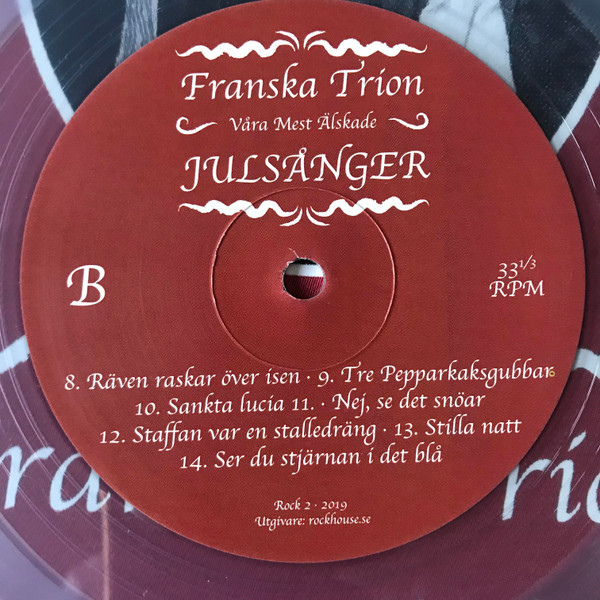 Franska Trion
Våra Mest Älskade
JULSÅNGER
B
33 1/3
RPM
8. Räven raskar över isen · 9. Tre Pepparkaksgubbar
10. Sankta lucia 11. · Nej, se det snöar
12. Staffan var en stalledräng · 13. Stilla natt
14. Ser du stjärnan i det blå
Rock 2 · 2019
Utgivare: rockhouse.se